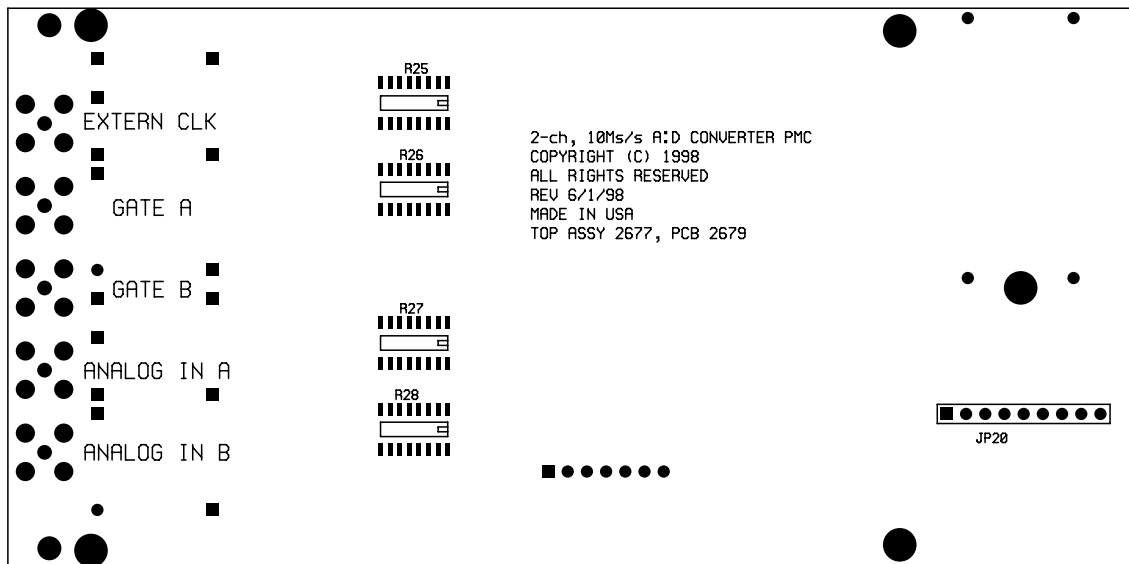 R25
EXTERN CLK
2-ch, 10Ms/s A:D CONVERTER PMC
COPYRIGHT (C) 1998
ALL RIGHTS RESERVED
REV 6/1/98
MADE IN USA
TOP ASSY 2677, PCB 2679
R26
GATE A
GATE B
R27
ANALOG IN A
R28
JP20
ANALOG IN B